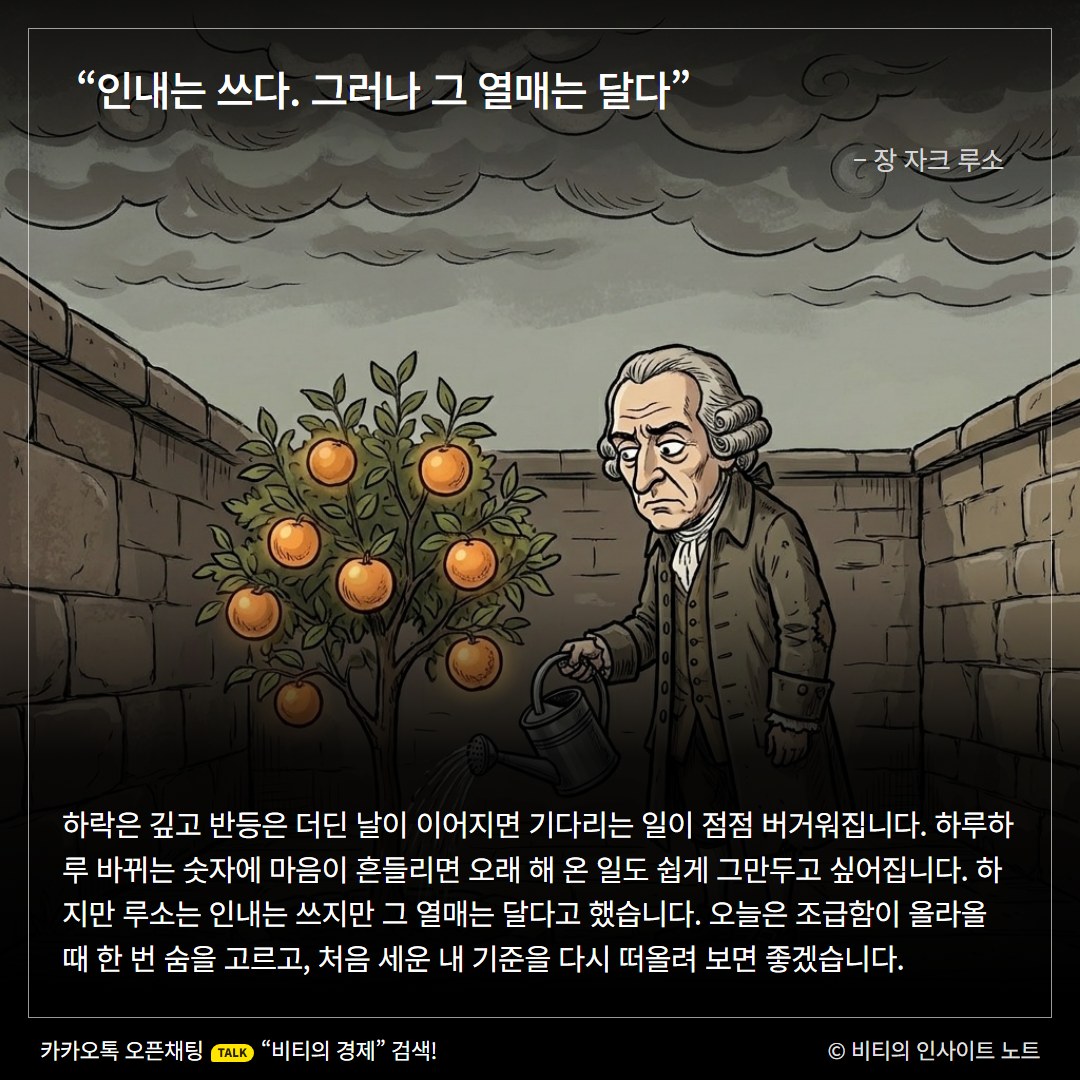 “인내는 쓰다. 그러나 그 열매는 달다”
– 장 자크 루소
하락은 깊고 반등은 더딘 날이 이어지면 기다리는 일이 점점 버거워집니다. 하루하
루 바뀌는 숫자에 마음이 흔들리면 오래 해 온 일도 쉽게 그만두고 싶어집니다. 하
지만 루소는 인내는 쓰지만 그 열매는 달다고 했습니다. 오늘은 조급함이 올라올
때 한 번 숨을 고르고, 처음 세운 내 기준을 다시 떠올려 보면 좋겠습니다.
카카오톡 오픈채팅 TALK “비티의 경제” 검색!
© 비티의 인사이트 노트